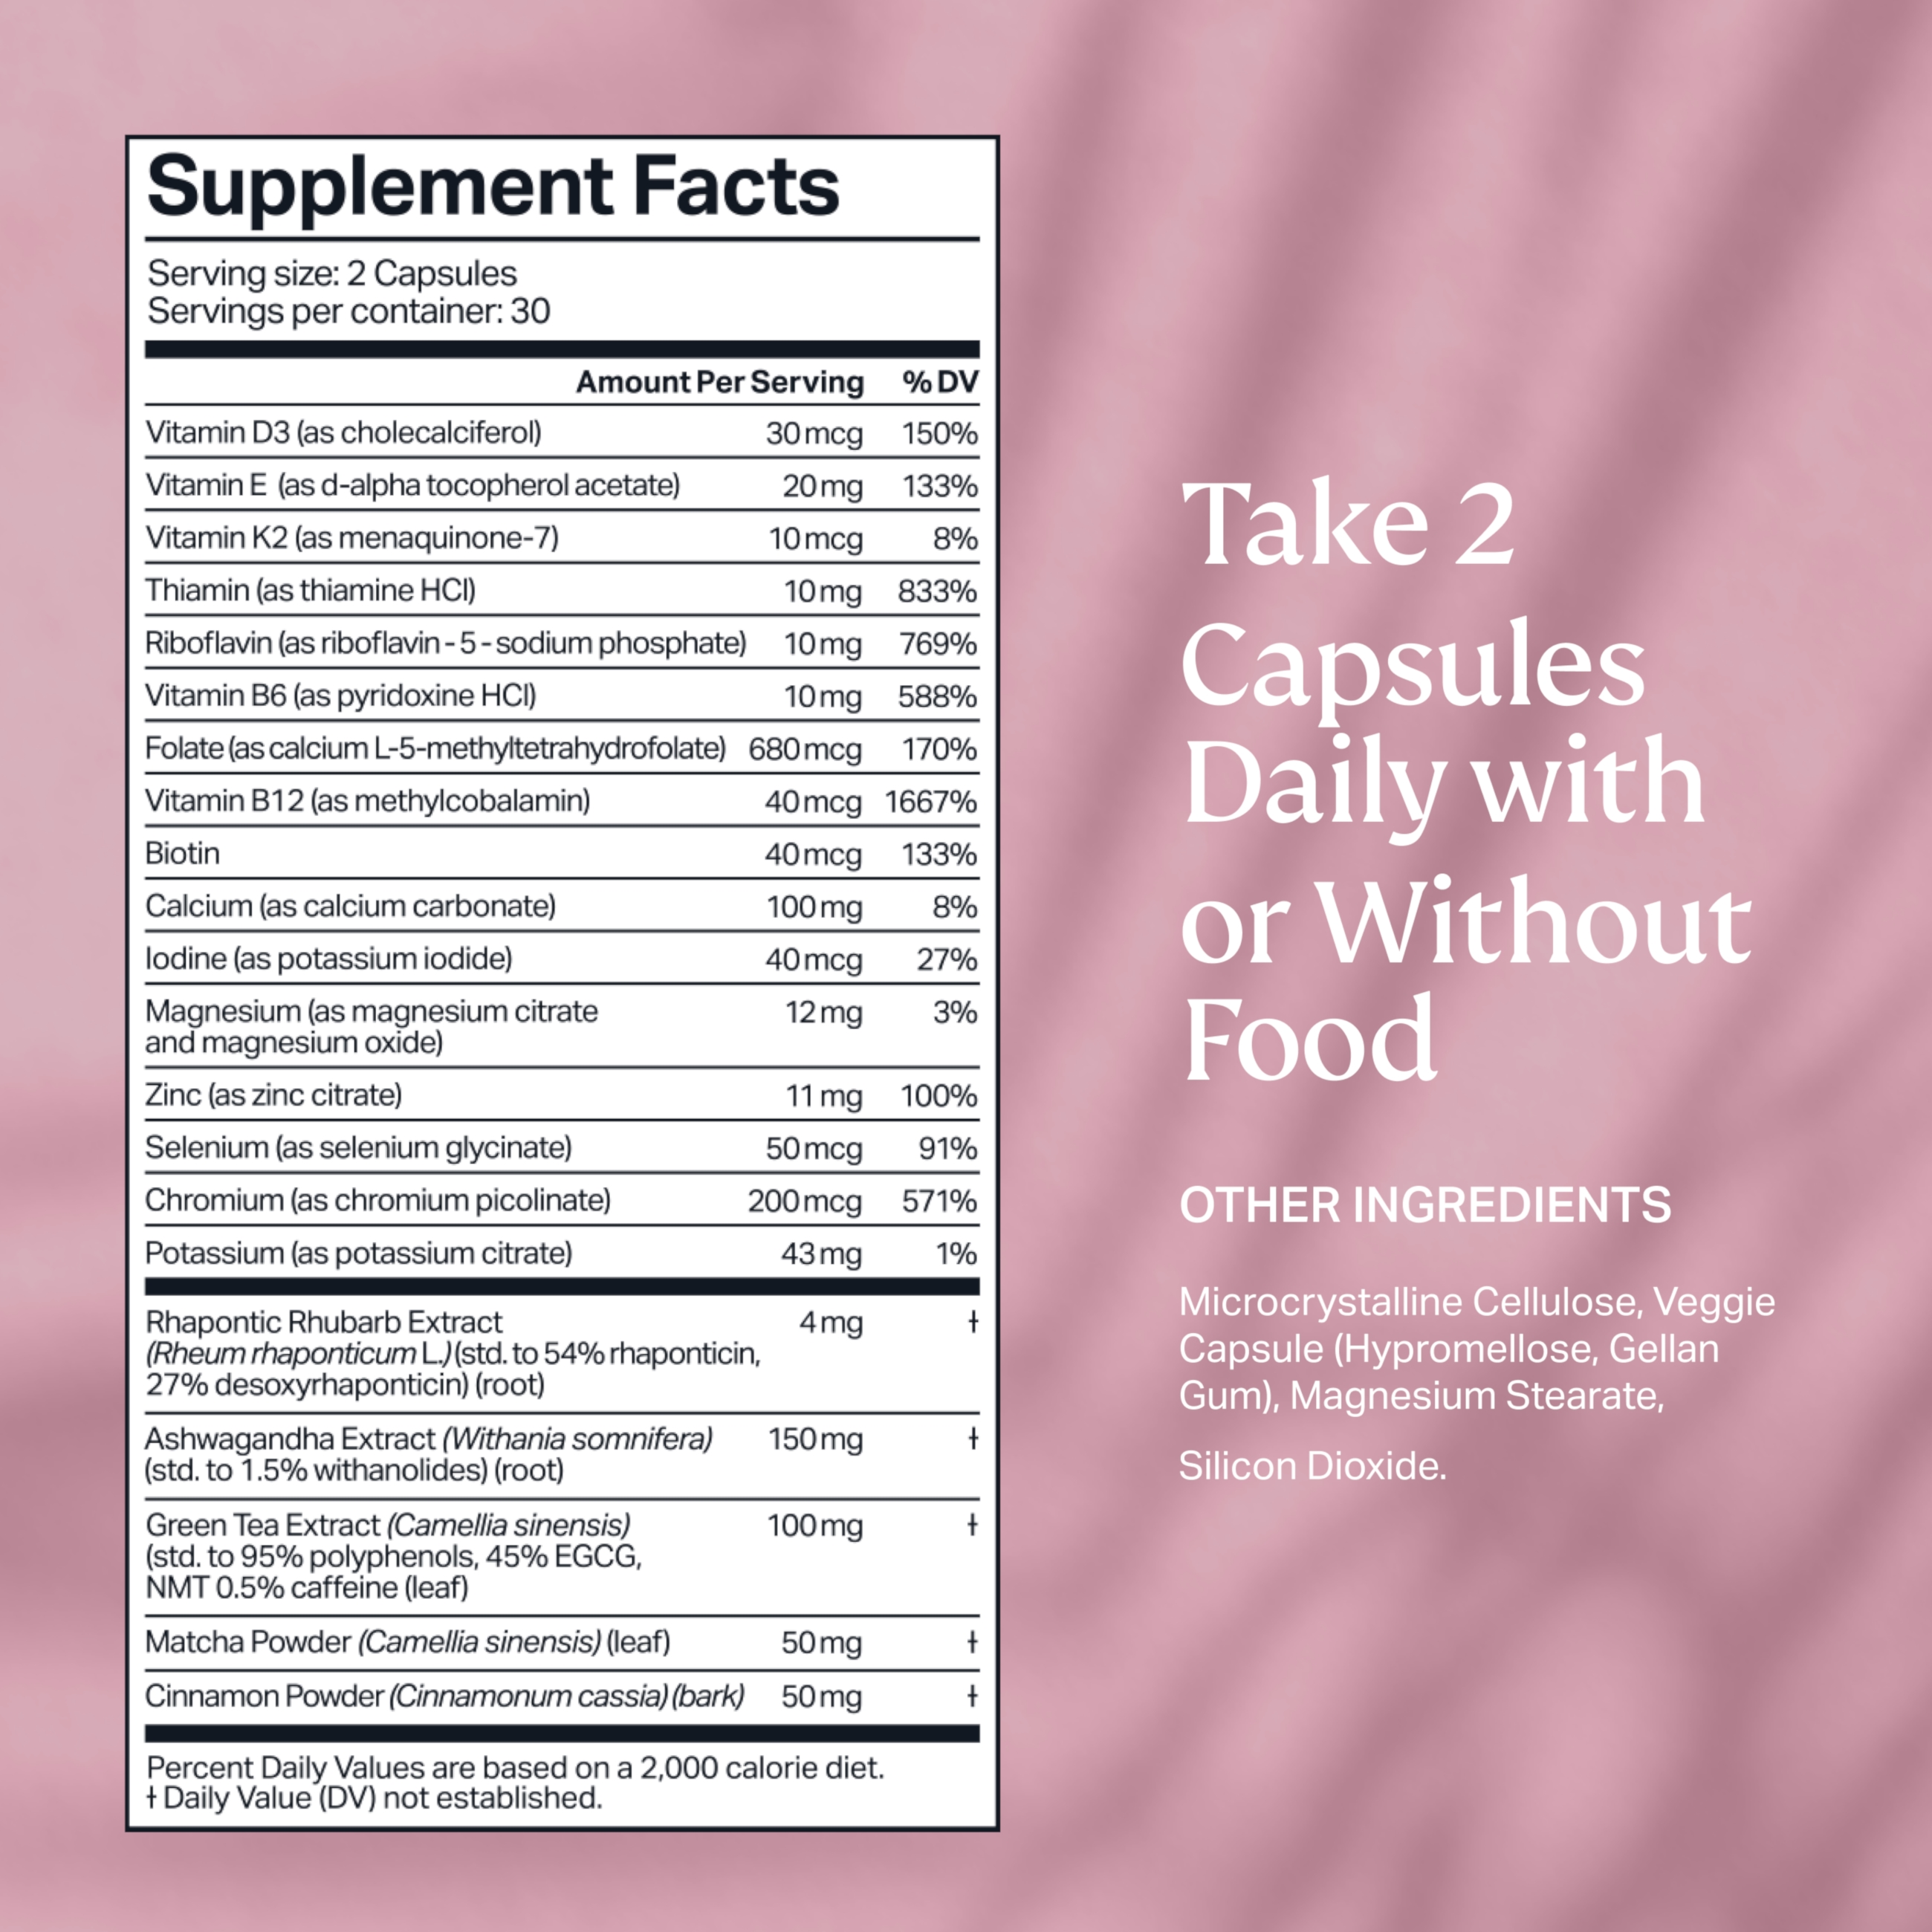 Supplement Facts
Serving size: 2 Capsules
Servings per container: 30
Amount Per Serving % DV
Vitamin D3 (as cholecalciferol) 30 mcg 150%
Vitamin E (as d-alpha tocopherol acetate) 20 mg 133%
Vitamin K2 (as menaquinone-7) 10 mcg 8%
Thiamin (as thiamine HCl) 10 mg 833%
Riboflavin (as riboflavin - 5 - sodium phosphate) 10 mg 769%
Vitamin B6 (as pyridoxine HCl) 10 mg 588%
Folate (as calcium L-5-methyltetrahydrofolate) 680 mcg 170%
Vitamin B12 (as methylcobalamin) 40 mcg 1667%
Biotin 40 mcg 133%
Calcium (as calcium carbonate) 100 mg 8%
Iodine (as potassium iodide) 40 mcg 27%
Magnesium (as magnesium citrate 12 mg 3%
and magnesium oxide)
Zinc (as zinc citrate) 11 mg 100%
Selenium (as selenium glycinate) 50 mcg 91%
Chromium (as chromium picolinate) 200 mcg 571%
Potassium (as potassium citrate) 43 mg 1%
Rhapontic Rhubarb Extract 4 mg ƚ
(Rheum rhaponticum L.) (std. to 54% rhaponticin,
27% desoxyrhaponticin) (root)
Ashwagandha Extract (Withania somnifera) 150 mg ƚ
(std. to 1.5% withanolides) (root)
Green Tea Extract (Camellia sinensis) 100 mg ƚ
(std. to 95% polyphenols, 45% EGCG,
NMT 0.5% caffeine (leaf)
Matcha Powder (Camellia sinensis) (leaf) 50 mg ƚ
Cinnamon Powder (Cinnamonum cassia) (bark) 50 mg ƚ
Percent Daily Values are based on a 2,000 calorie diet.
ƚ Daily Value (DV) not established.
Take 2
Capsules
Daily with
or Without
Food
OTHER INGREDIENTS
Microcrystalline Cellulose, Veggie
Capsule (Hypromellose, Gellan
Gum), Magnesium Stearate,
Silicon Dioxide.